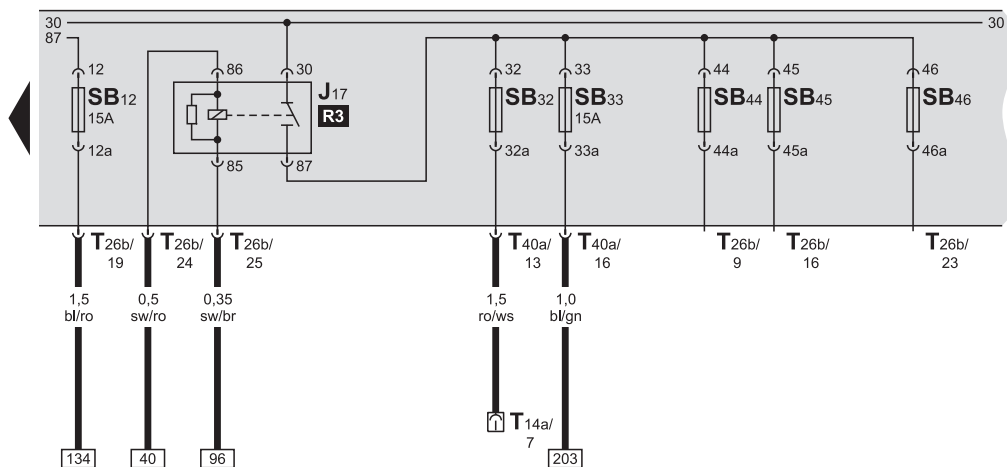 30 30
87
12 86 30 32 33 44 45 46
SB12 J17 SB32 SB33 SB44 SB45 SB46
15A R3 15A
12a 85 87 32a 33a 44a 45a 46a
T26b/ T26b/ T26b/ T40a/ T40a/ T26b/ T26b/ T26b/
19 24 25 13 16 9 16 23
1,5 0,5 0,35 1,5 1,0
bl/ro sw/ro sw/br ro/ws bl/gn
T14a/
7
134 40 96 203